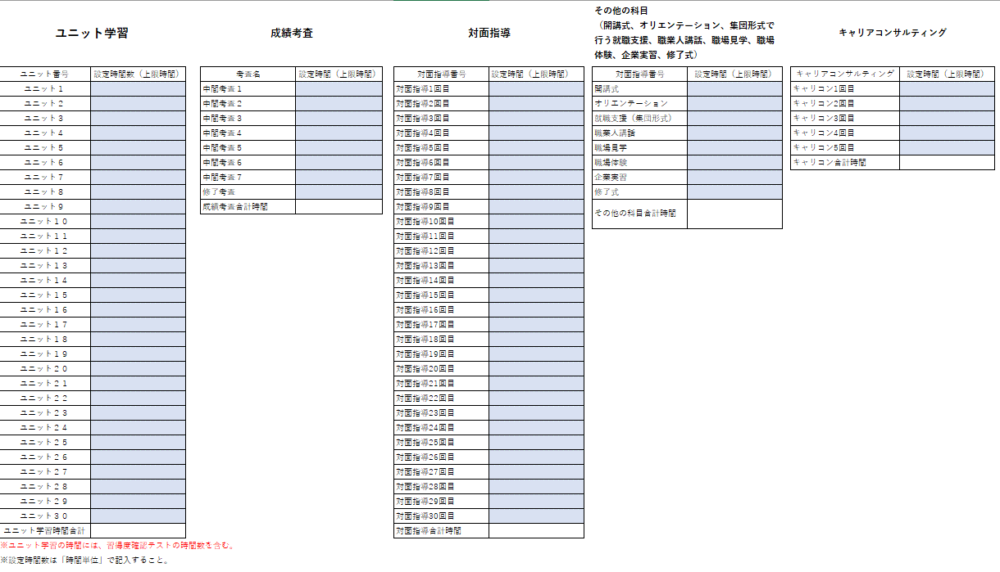 ユニット学習
ユニット番号 設定時間数（上限時間）
ユニット１
ユニット２
ユニット３
ユニット４
ユニット５
ユニット６
ユニット７
ユニット８
ユニット９
ユニット１０
ユニット１１
ユニット１２
ユニット１３
ユニット１４
ユニット１５
ユニット１６
ユニット１７
ユニット１８
ユニット１９
ユニット２０
ユニット２１
ユニット２２
ユニット２３
ユニット２４
ユニット２５
ユニット２６
ユニット２７
ユニット２８
ユニット２９
ユニット３０
ユニット学習時間合計
※ユニット学習の時間には、習得度確認テストの時間数を含む。
※設定時間数は「時間単位」で記入すること。
成績考査
考査名 設定時間（上限時間）
中間考査１
中間考査２
中間考査３
中間考査４
中間考査５
中間考査６
中間考査７
修了考査
成績考査合計時間
対面指導
対面指導番号 設定時間（上限時間）
対面指導1回目
対面指導2回目
対面指導3回目
対面指導4回目
対面指導5回目
対面指導6回目
対面指導7回目
対面指導8回目
対面指導9回目
対面指導10回目
対面指導11回目
対面指導12回目
対面指導13回目
対面指導14回目
対面指導15回目
対面指導16回目
対面指導17回目
対面指導18回目
対面指導19回目
対面指導20回目
対面指導21回目
対面指導22回目
対面指導23回目
対面指導24回目
対面指導25回目
対面指導26回目
対面指導27回目
対面指導28回目
対面指導29回目
対面指導30回目
対面指導合計時間
その他の科目
（開講式、オリエンテーション、集団形式で
行う就職支援、職業人講話、職場見学、職場
体験、企業実習、修了式）
対面指導番号 設定時間（上限時間）
開講式
オリエンテーション
就職支援（集団形式）
職業人講話
職場見学
職場体験
企業実習
修了式
その他の科目合計時間
キャリアコンサルティング
キャリアコンサルティング 設定時間（上限時間）
キャリコン1回目
キャリコン2回目
キャリコン3回目
キャリコン4回目
キャリコン5回目
キャリコン合計時間